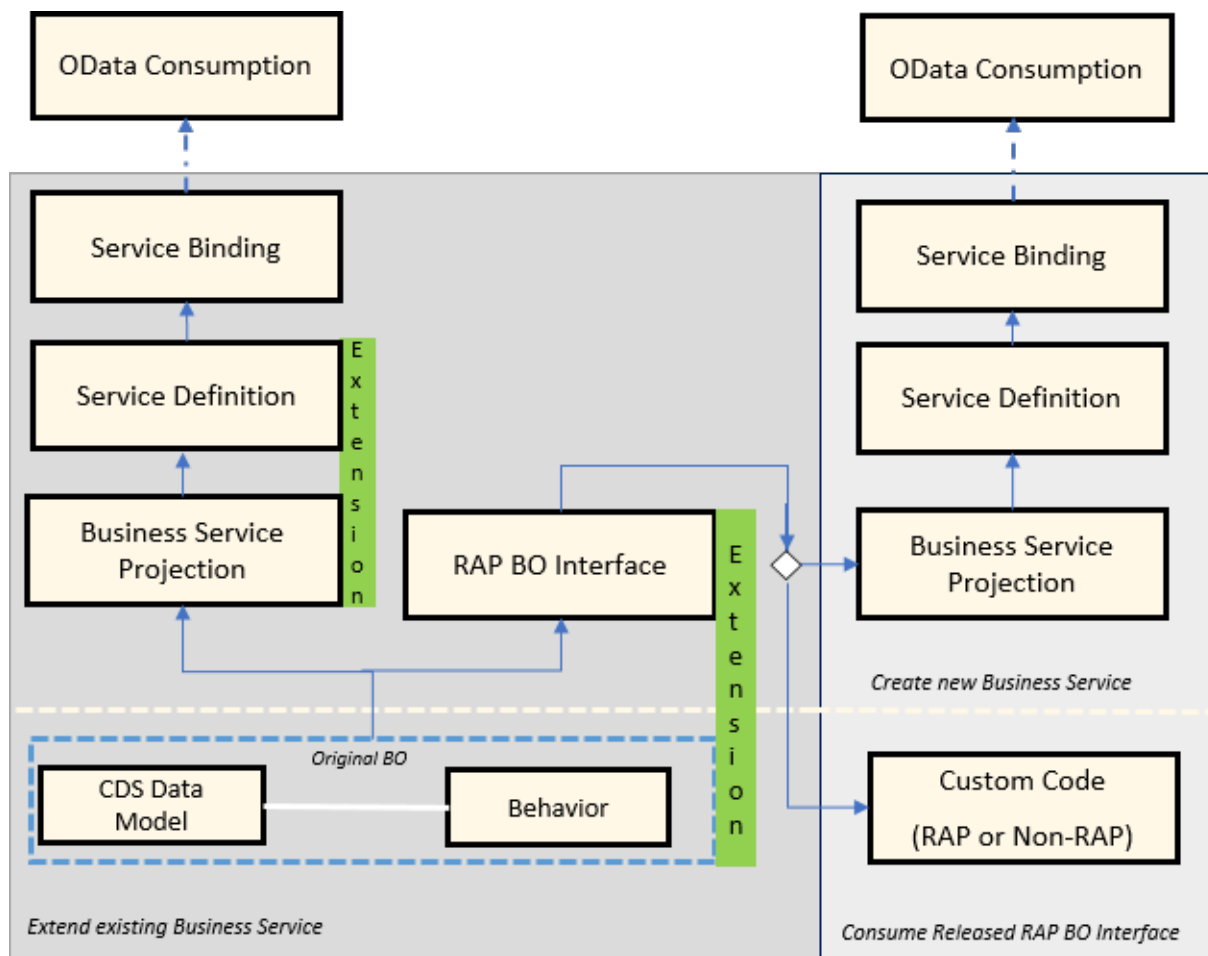 OData Consumption
OData Consumption
Service Binding
Service Binding
Service Definition
Extension
Service Definition
Business Service
Projection
RAP BO Interface
Extension
Business Service
Projection
Create new Business Service
Original BO
CDS Data
Model
Behavior
Custom Code
(RAP or Non-RAP)
Extend existing Business Service
Consume Released RAP BO Interface